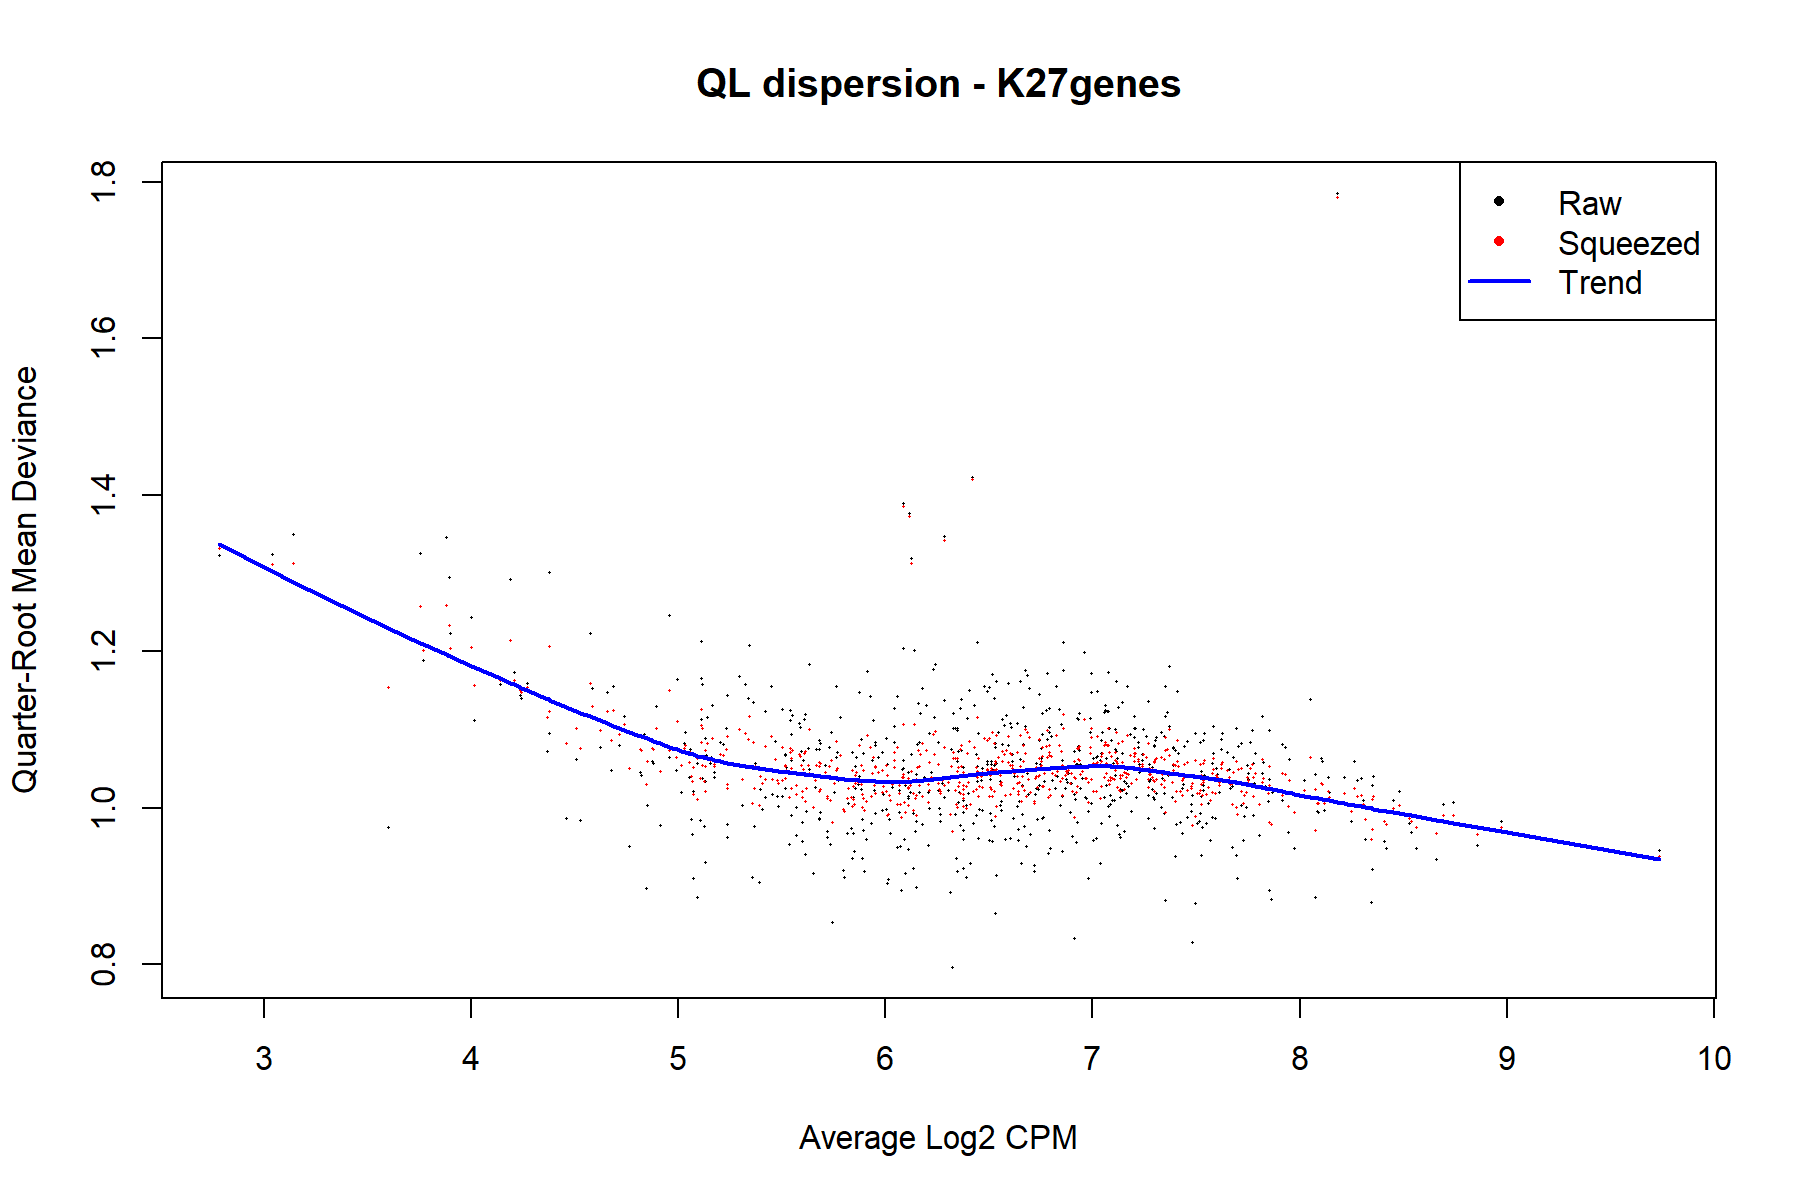 QL dispersion - K27genes
Raw
Squeezed
Trend
Quarter-Root Mean Deviance
1.8
1.6
1.4
1.2
1.0
0.8
3 4 5 6 7 8 9 10
Average Log2 CPM